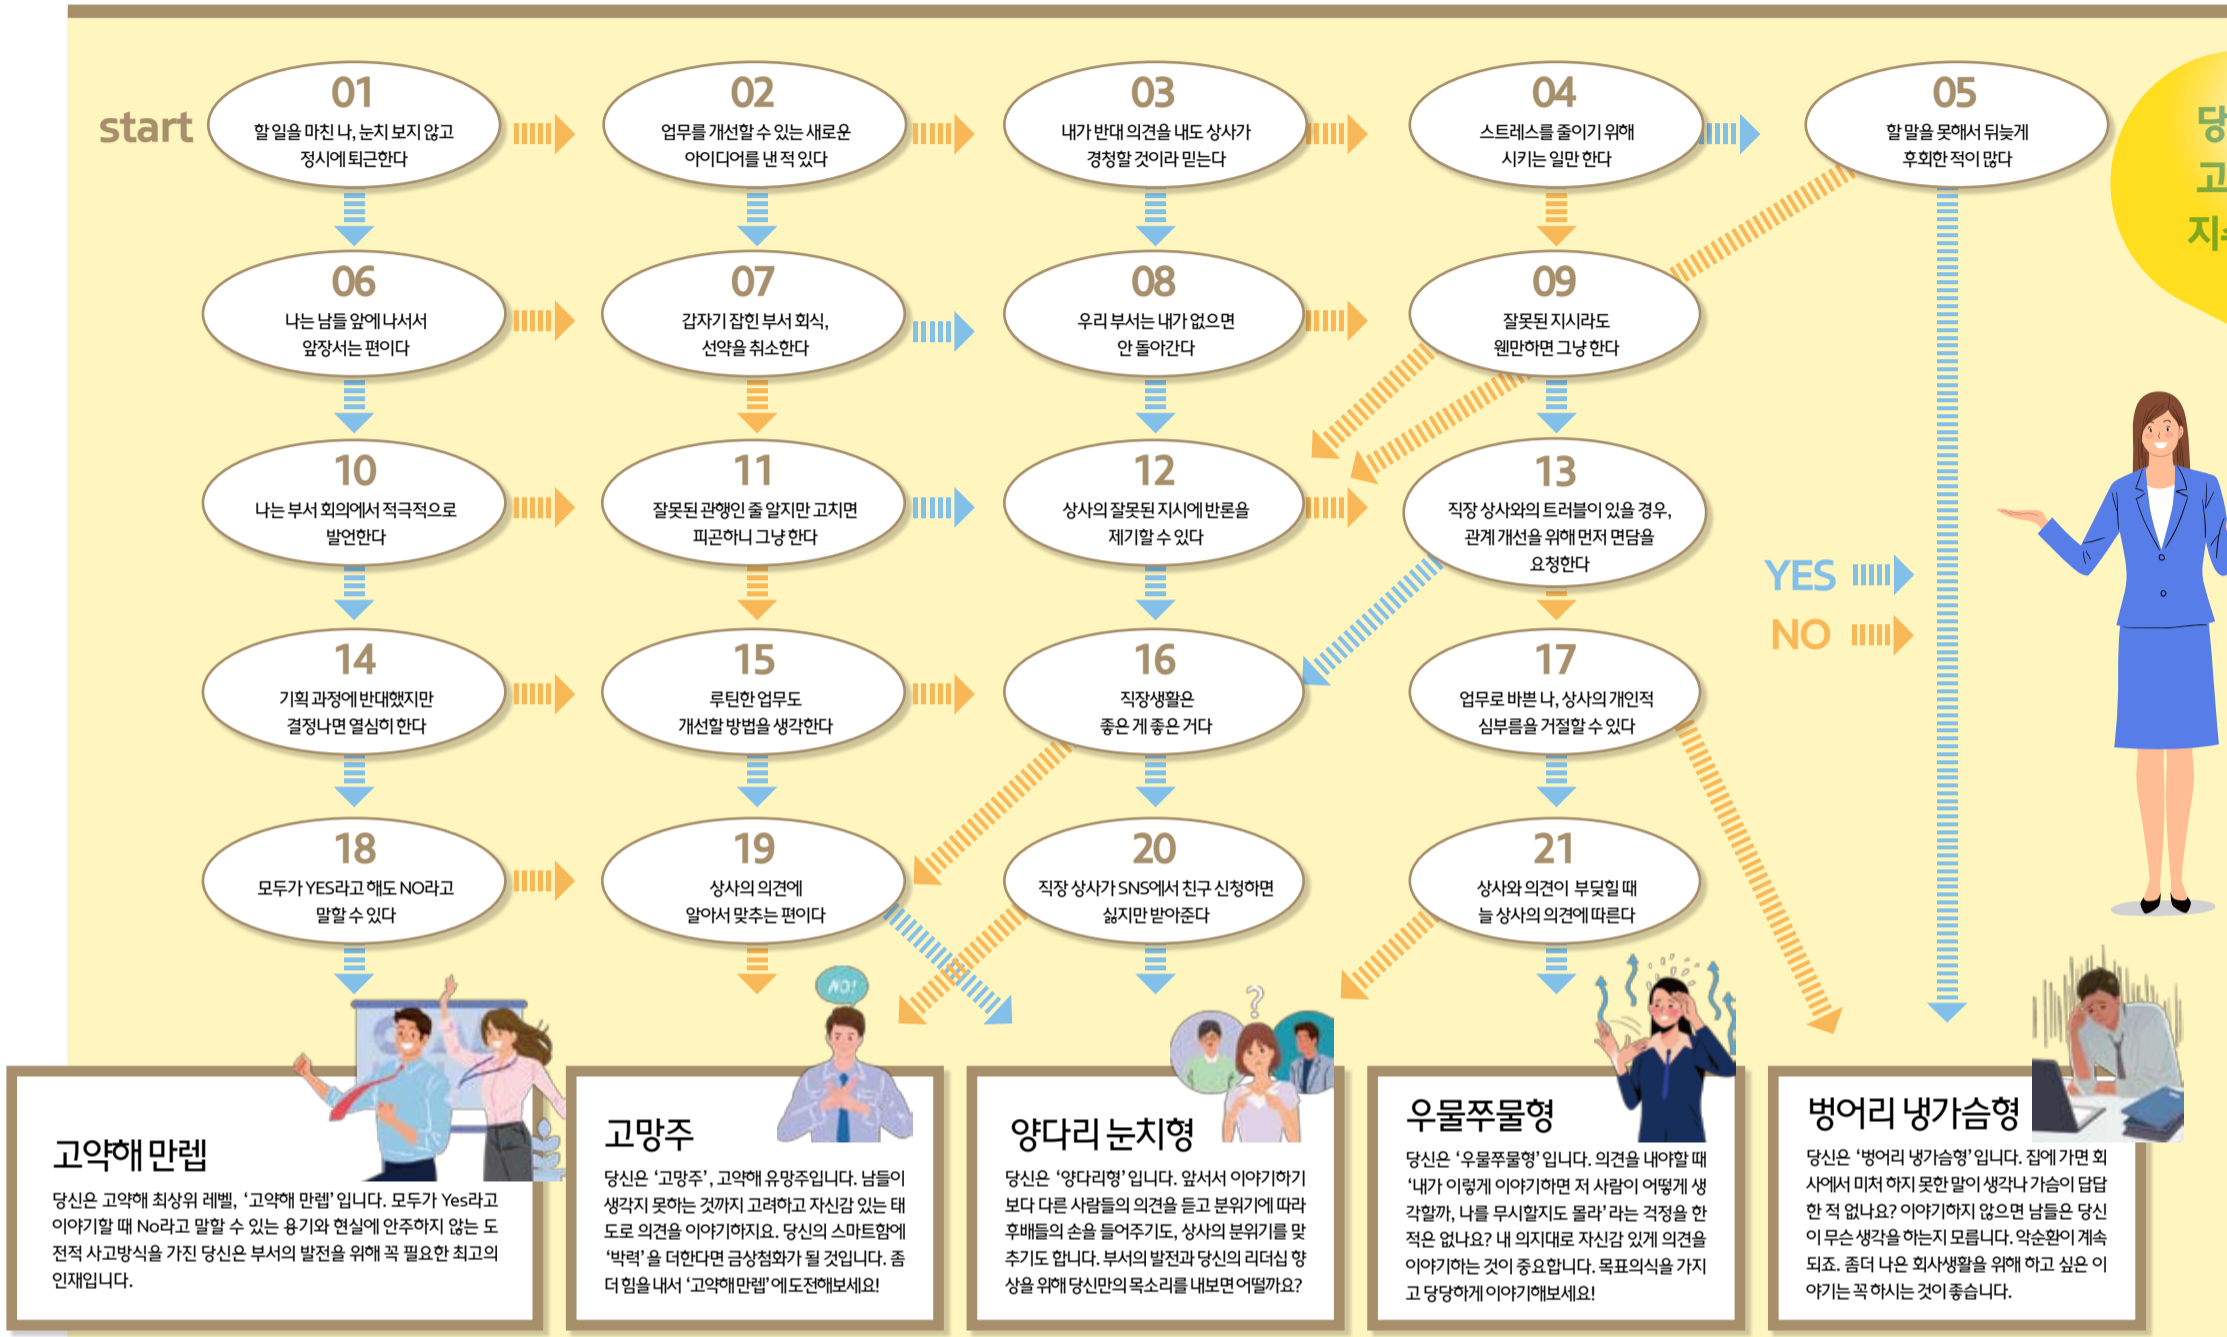 start
01
할 일을 마친 나, 눈치 보지 않고
정시에 퇴근한다
02
업무를 개선할 수 있는 새로운
아이디어를 낸 적 있다
03
내가 반대 의견을 내도 상사가
경청할 것이라 믿는다
04
스트레스를 줄이기 위해
시키는 일만 한다
05
할 말을 못해서 뒤늦게
후회한 적이 많다
당
고
06
나는 남들 앞에 나서서
앞장서는 편이다
07
갑자기 잡힌 부서 회식,
선약을 취소한다
08
우리 부서는 내가 없으면
안 돌아간다
09
잘못된 지시라도
웬만하면 그냥 한다
10
나는 부서 회의에서 적극적으로
발언한다
11
잘못된 관행인 줄 알지만 고치면
피곤하니 그냥 한다
12
상사의 잘못된 지시에 반론을
제기할 수 있다
13
직장 상사와의 트러블이 있을 경우,
관계 개선을 위해 먼저 면담을
요청한다
YES
NO
14
기획 과정에 반대했지만
결정나면 열심히 한다
15
루틴한 업무도
개선할 방법을 생각한다
16
직장생활은
좋은 게 좋은 거다
17
업무로 바쁜 나, 상사의 개인적
심부름을 거절할 수 있다
18
모두가 YES라고 해도 NO라고
말할 수 있다
19
상사의 의견에
알아서 맞추는 편이다
20
직장 상사가 SNS에서 친구 신청하면
싫지만 받아준다
21
상사와 의견이 부딪힐 때
늘 상사의 의견에 따른다
NO!
?
고약해 만렙
당신은 고약해 최상위 레벨, ‘고약해 만렙’입니다. 모두가 Yes라고
이야기할 때 No라고 말할 수 있는 용기와 현실에 안주하지 않는 도
전적 사고방식을 가진 당신은 부서의 발전을 위해 꼭 필요한 최고의
인재입니다.
고망주
당신은 ‘고망주’, 고약해 유망주입니다. 남들이
생각지 못하는 것까지 고려하고 자신감 있는 태
도로 의견을 이야기하지요. 당신의 스마트함에
‘박력’을 더한다면 금상첨화가 될 것입니다. 좀
더 힘을 내서 ‘고약해 만렙’에 도전해보세요!
양다리 눈치형
당신은 ‘양다리형’입니다. 앞서서 이야기하기
보다 다른 사람들의 의견을 듣고 분위기에 따라
후배들의 손을 들어주기도, 상사의 분위기를 맞
추기도 합니다. 부서의 발전과 당신의 리더십 향
상을 위해 당신만의 목소리를 내보면 어떨까요?
우물쭈물형
당신은 ‘우물쭈물형’입니다. 의견을 내야할 때
‘내가 이렇게 이야기하면 저 사람이 어떻게 생
각할까, 나를 무시할지도 몰라’라는 걱정을 한
적은 없나요? 내 의지대로 자신감 있게 의견을
이야기하는 것이 중요합니다. 목표의식을 가지
고 당당하게 이야기해보세요!
벙어리 냉가슴형
당신은 ‘벙어리 냉가슴형’입니다. 집에 가면 회
사에서 미처 하지 못한 말이 생각나 가슴이 답답
한 적 없나요? 이야기하지 않으면 남들은 당신
이 무슨 생각을 하는지 모릅니다. 악순환이 계속
되죠. 좀더 나은 회사생활을 위해 하고 싶은 이
야기는 꼭 하시는 것이 좋습니다.